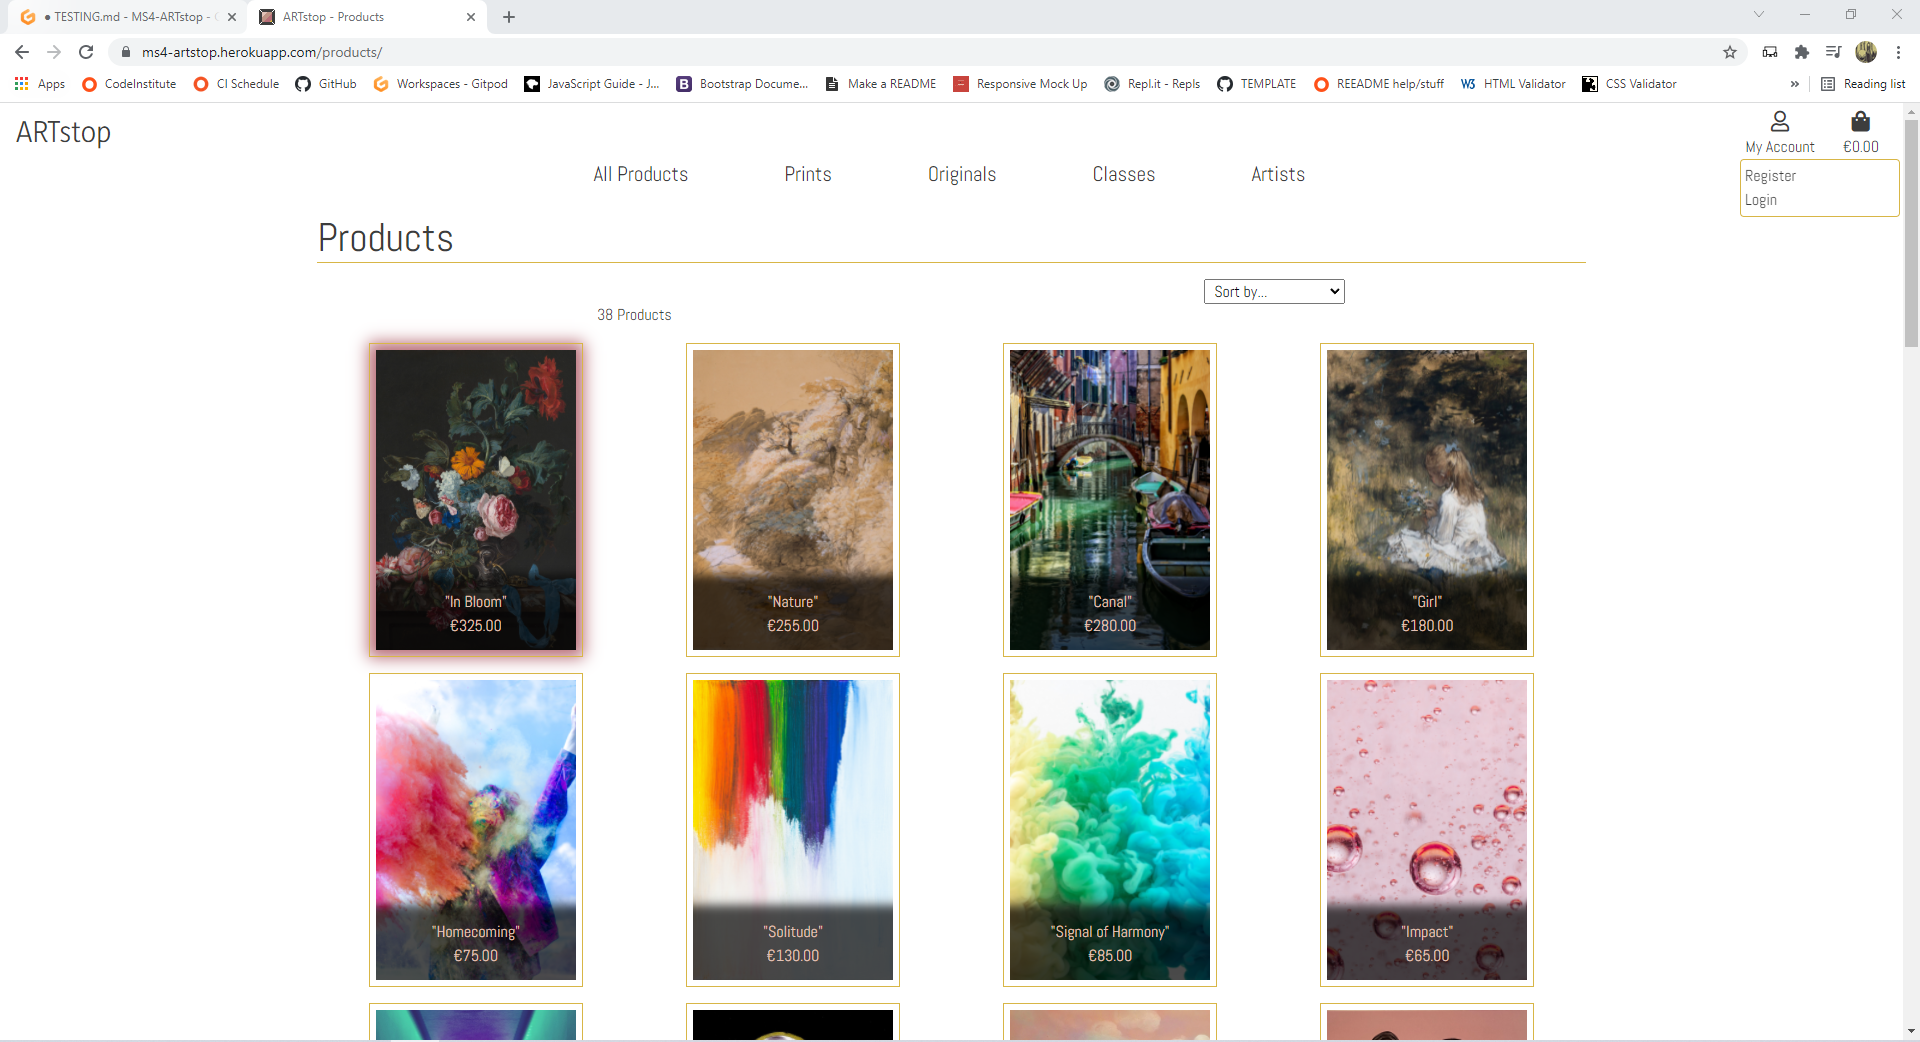 ● TESTING.md - MS4-ARTstop -
ARTstop - Products
ms4-artstop.herokuapp.com/products/
Apps CodeInstitute CI Schedule GitHub Workspaces - Gitpod JavaScript Guide - J... Bootstrap Docume... Make a README Responsive Mock Up Repl.it - Repls TEMPLATE REEADME help/stuff HTML Validator CSS Validator » Reading list
ARTstop
My Account €0.00
Register
Login
All Products Prints Originals Classes Artists
Products
Sort by...
38 Products
"In Bloom" "Nature" "Canal" "Girl"
€325.00 €255.00 €280.00 €180.00
"Homecoming" "Solitude" "Signal of Harmony" "Impact"
€75.00 €130.00 €85.00 €65.00